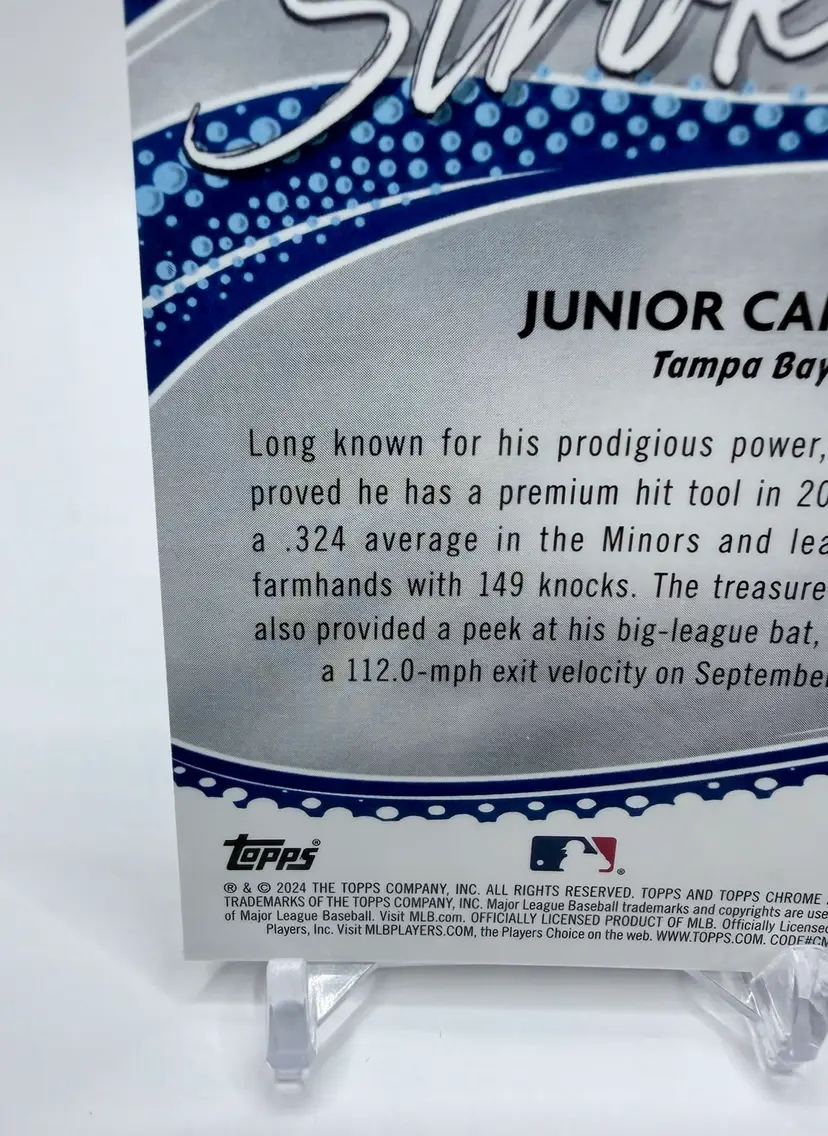 JUNIOR CA
Tampa Bay
Long known for his prodigious power,
proved he has a premium hit tool in 20
a .324 average in the Minors and lea
farmhands with 149 knocks. The treasure
also provided a peek at his big-league bat,
a 112.0-mph exit velocity on September
topps®
®
® & © 2024 THE TOPPS COMPANY, INC. ALL RIGHTS RESERVED. TOPPS AND TOPPS CHROME
TRADEMARKS OF THE TOPPS COMPANY, INC. Major League Baseball trademarks and copyrights are use
of Major League Baseball. Visit MLB.com. OFFICIALLY LICENSED PRODUCT OF MLB. Officially License
Players, Inc. Visit MLBPLAYERS.COM, the Players Choice on the web. WWW.TOPPS.COM. CODE#CM